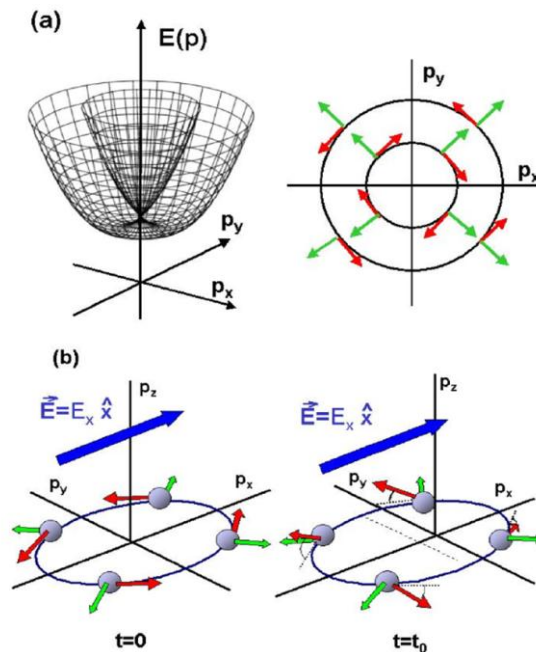 (a)
E(p)
p_y
p_x
p_y
p_x
(b)
p_z
E⃗=E_x x̂
p_y
p_x
t=0
p_z
E⃗=E_x x̂
p_y
p_x
t=t_0